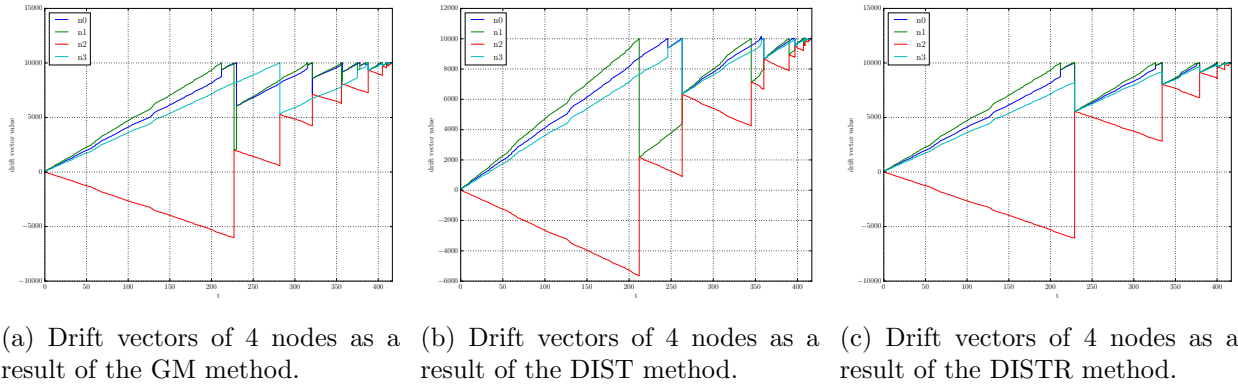 15000
10000
5000
0
−5000
−10000
drift vector value
n0
n1
n2
n3
0 50 100 150 200 250 300 350 400
t
12000
10000
8000
6000
4000
2000
0
−2000
−4000
−6000
drift vector value
n0
n1
n2
n3
0 50 100 150 200 250 300 350 400
t
15000
10000
5000
0
−5000
−10000
drift vector value
n0
n1
n2
n3
0 50 100 150 200 250 300 350 400
t
(a) Drift vectors of 4 nodes as a
result of the GM method.
(b) Drift vectors of 4 nodes as a
result of the DIST method.
(c) Drift vectors of 4 nodes as a
result of the DISTR method.